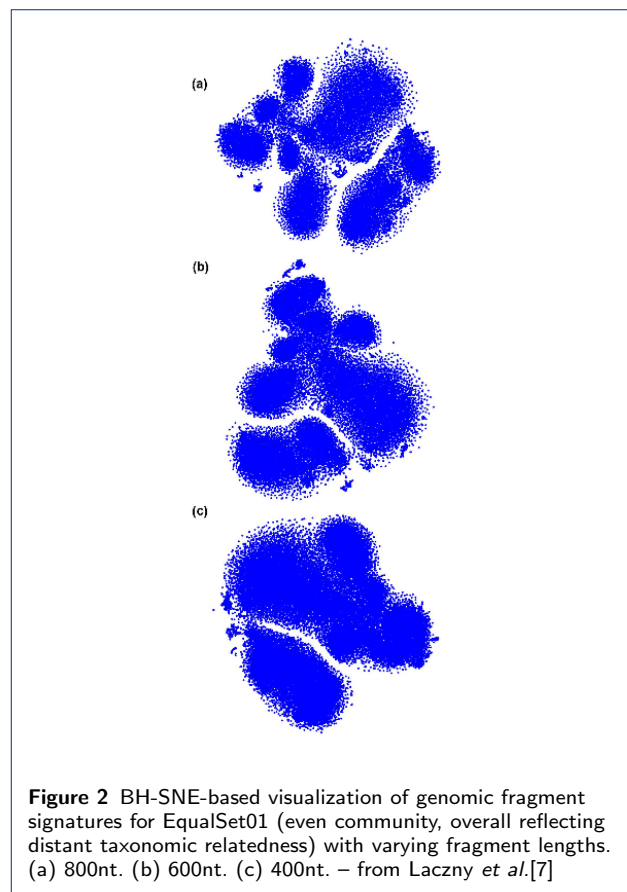 (a)
(b)
(c)
Figure 2 BH-SNE-based visualization of genomic fragment
signatures for EqualSet01 (even community, overall reflecting
distant taxonomic relatedness) with varying fragment lengths.
(a) 800nt. (b) 600nt. (c) 400nt. – from Laczny et al.[7]